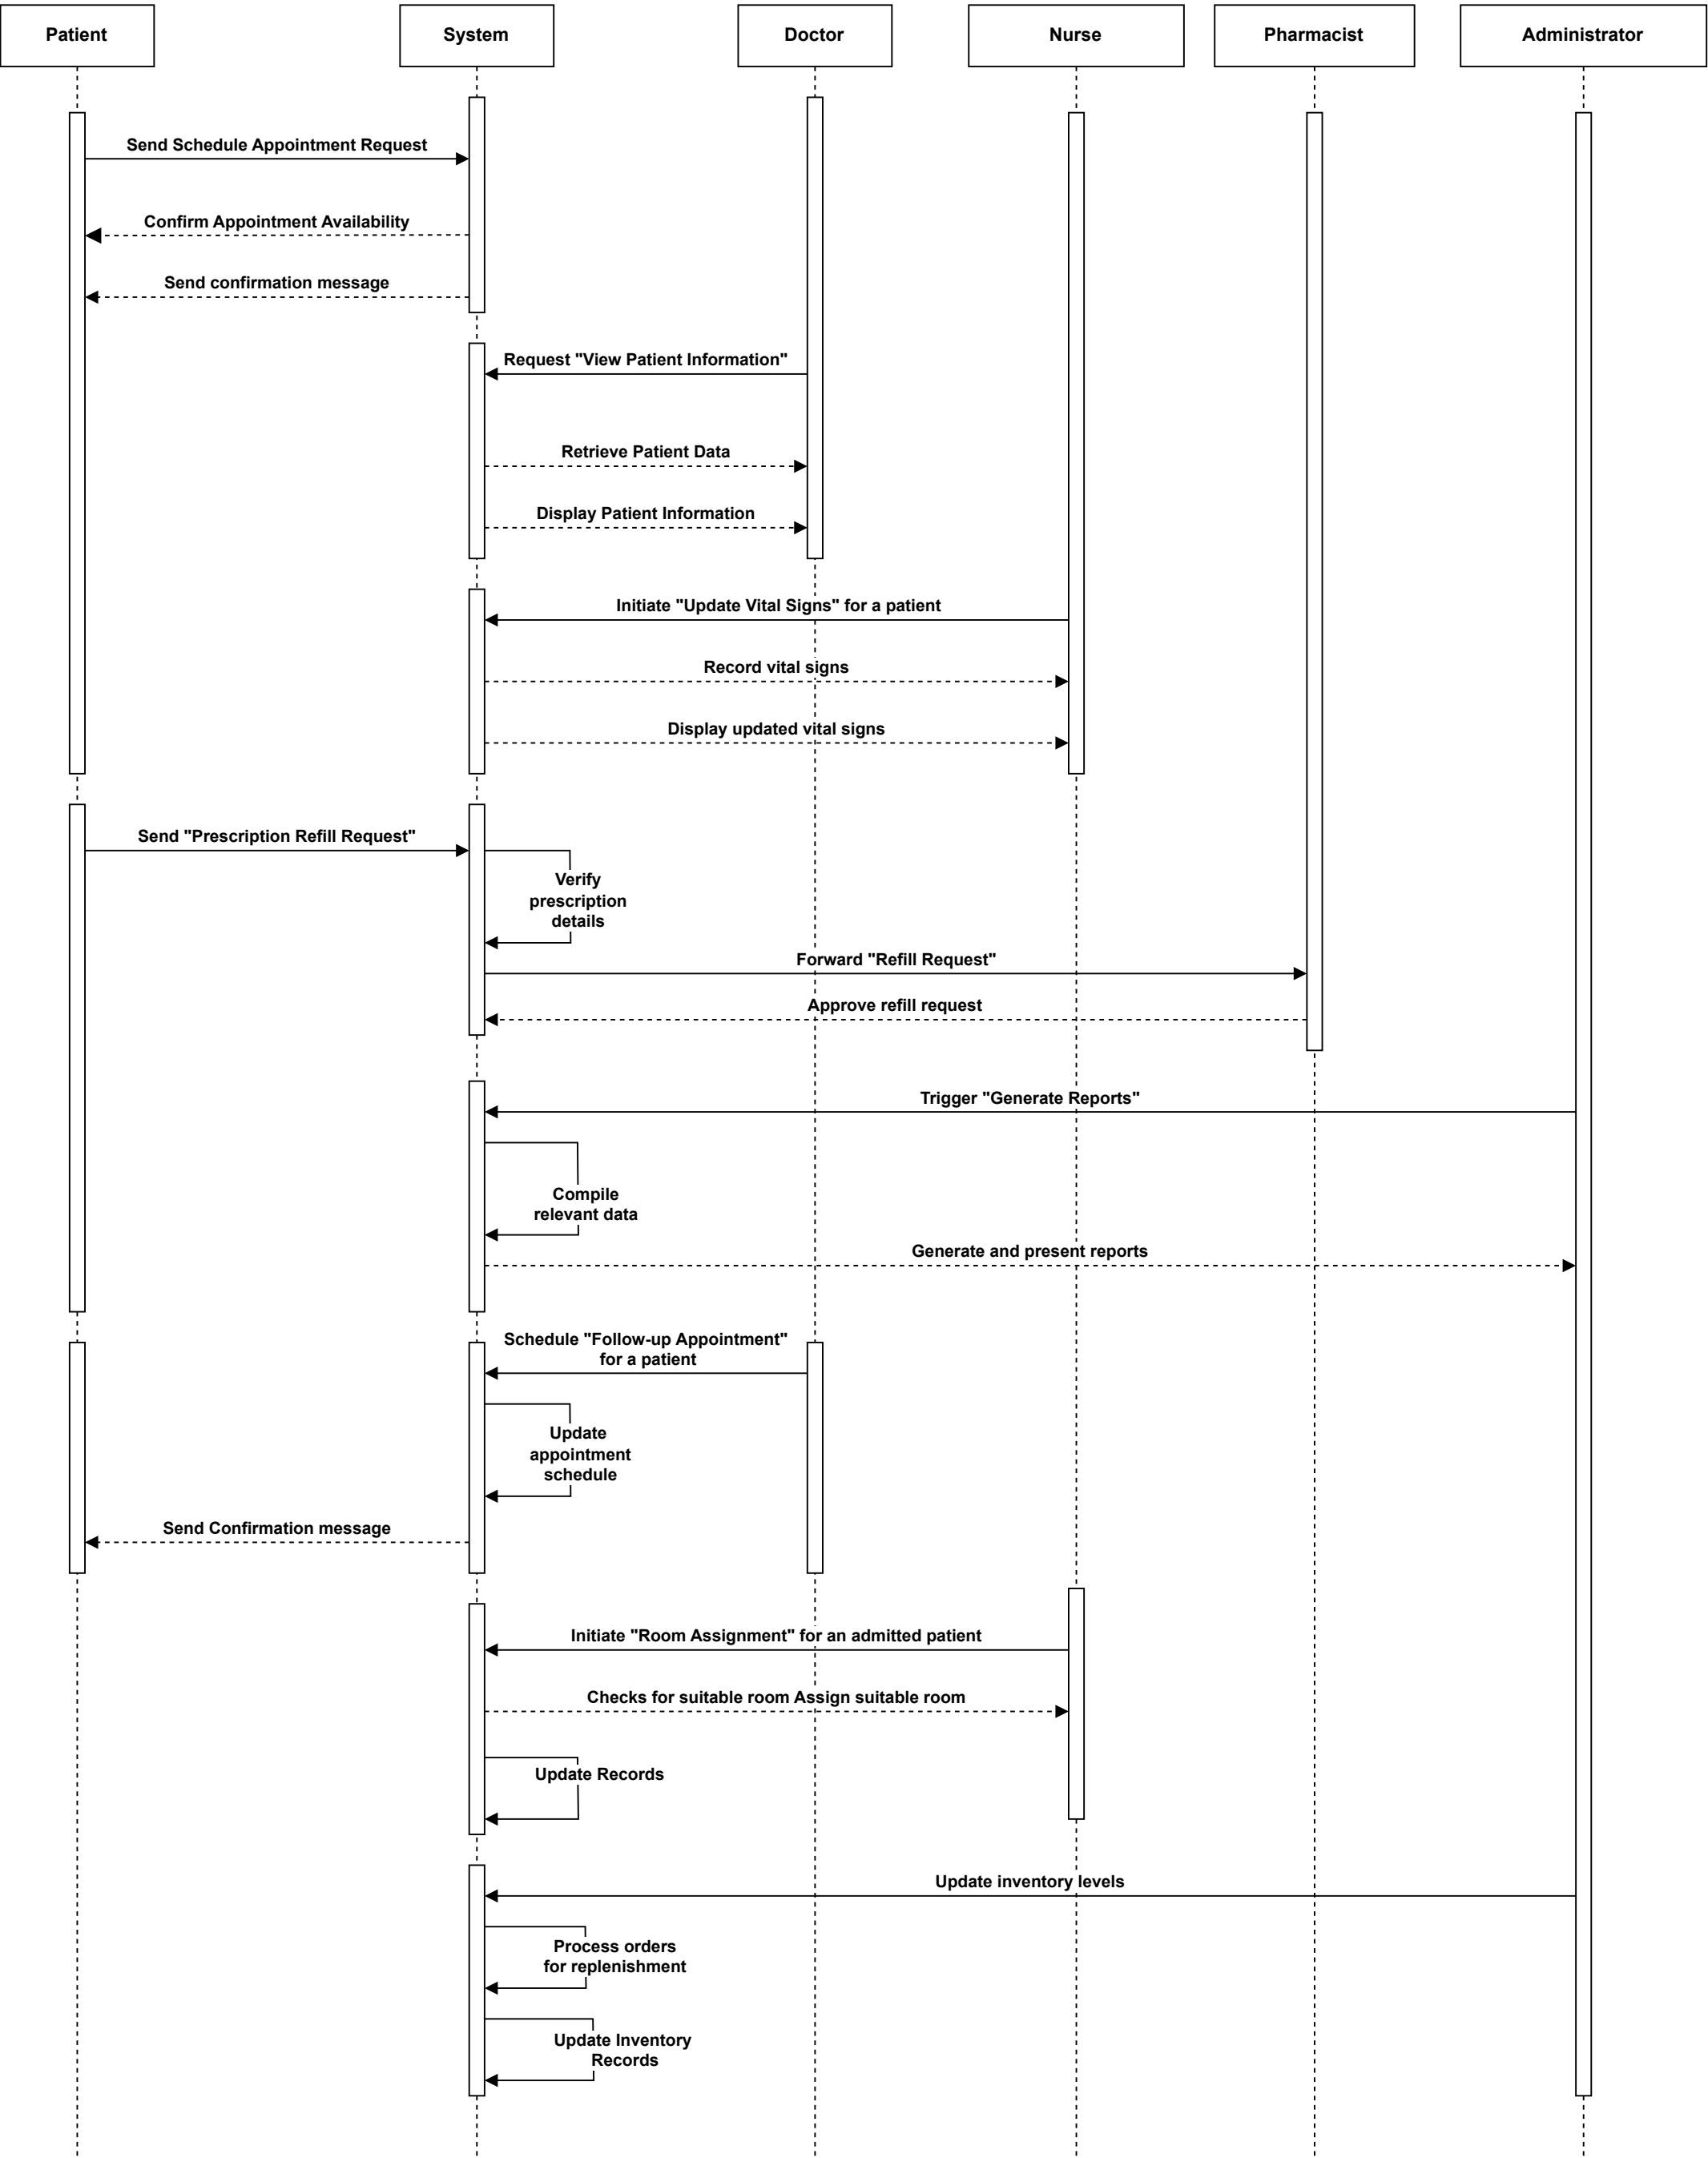 Patient
System
Doctor
Nurse
Pharmacist
Administrator
Send Schedule Appointment Request
Confirm Appointment Availability
Send confirmation message
Request "View Patient Information"
Retrieve Patient Data
Display Patient Information
Initiate "Update Vital Signs" for a patient
Record vital signs
Display updated vital signs
Send "Prescription Refill Request"
Verify
prescription
details
Forward "Refill Request"
Approve refill request
Trigger "Generate Reports"
Compile
relevant data
Generate and present reports
Schedule "Follow-up Appointment"
for a patient
Update
appointment
schedule
Send Confirmation message
Initiate "Room Assignment" for an admitted patient
Checks for suitable room Assign suitable room
Update Records
Update inventory levels
Process orders
for replenishment
Update Inventory
Records